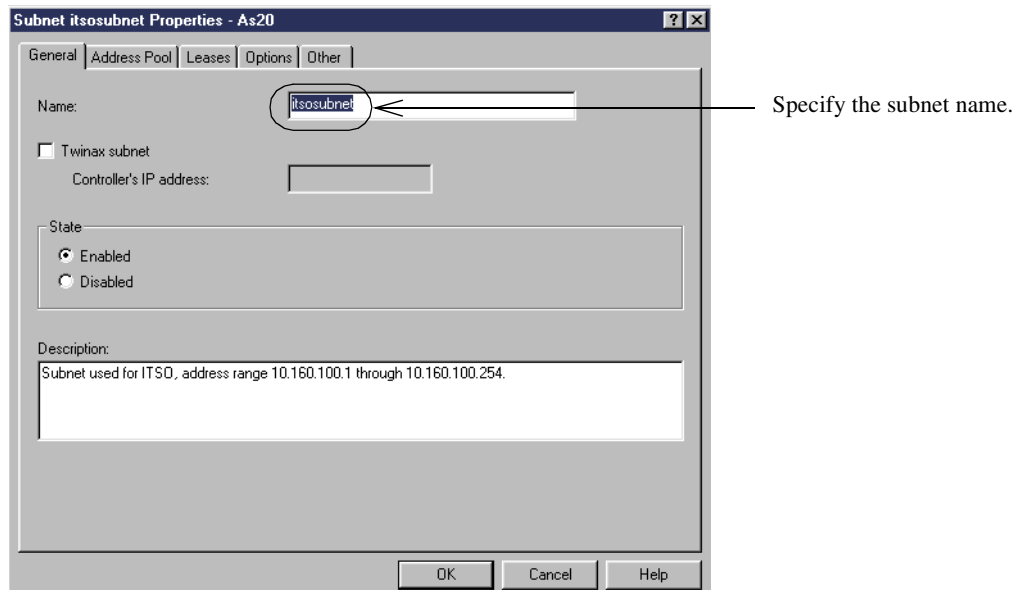 Subnet itsosubnet Properties - As20
General Address Pool Leases Options Other
Name: itsosubnet
Specify the subnet name.
Twinax subnet
Controller's IP address:
State
Enabled
Disabled
Description:
Subnet used for ITSO, address range 10.160.100.1 through 10.160.100.254.
OK Cancel Help